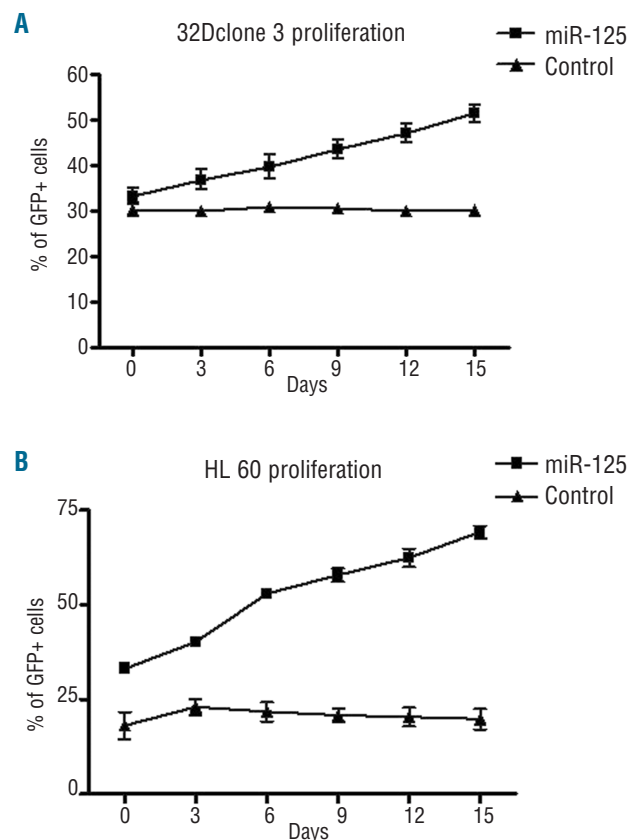 A
32Dclone 3 proliferation
miR-125
Control
% of GFP+ cells
60
50
40
30
20
10
0
0 3 6 9 12 15
Days
B
HL 60 proliferation
miR-125
Control
% of GFP+ cells
75
50
25
0
0 3 6 9 12 15
Days